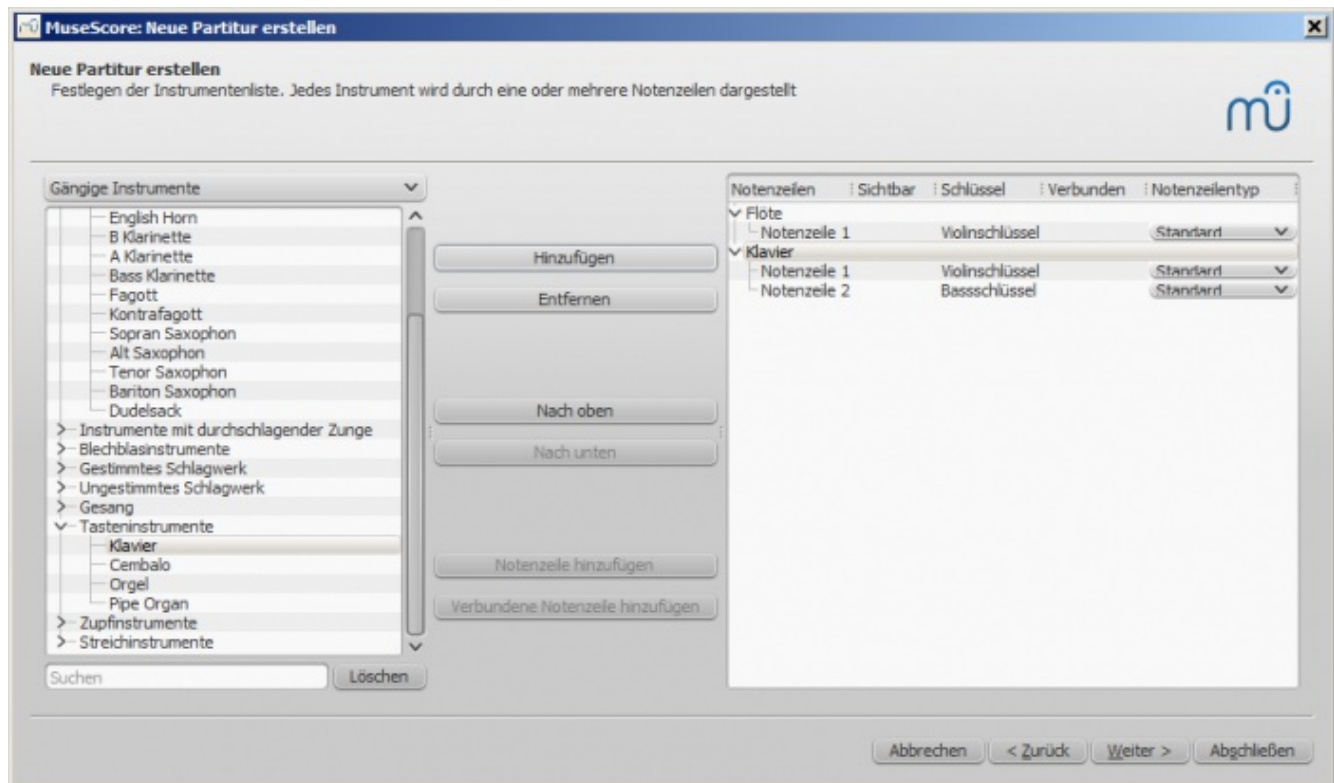 MuseScore: Neue Partitur erstellen
Neue Partitur erstellen
Festlegen der Instrumentenliste. Jedes Instrument wird durch eine oder mehrere Notenzeilen dargestellt
mü
Gängige Instrumente
English Horn
B Klarinette
A Klarinette
Bass Klarinette
Fagott
Kontrafagott
Sopran Saxophon
Alt Saxophon
Tenor Saxophon
Bariton Saxophon
Dudelsack
Instrumente mit durchschlagender Zunge
Blechblasinstrumente
Gestimmtes Schlagwerk
Ungestimmtes Schlagwerk
Gesang
Tasteninstrumente
Klavier
Cembalo
Orgel
Pipe Organ
Zupfinstrumente
Streichinstrumente
Suchen
Löschen
Hinzufügen
Entfernen
Nach oben
Nach unten
Notenzeile hinzufügen
Verbundene Notenzeile hinzufügen
Notenzeilen Sichtbar Schlüssel Verbunden Notenzeilentyp
Flöte
Notenzeile 1 Violinschlüssel Standard
Klavier
Notenzeile 1 Violinschlüssel Standard
Notenzeile 2 Bassschlüssel Standard
Abbrechen < Zurück Weiter > Abschließen